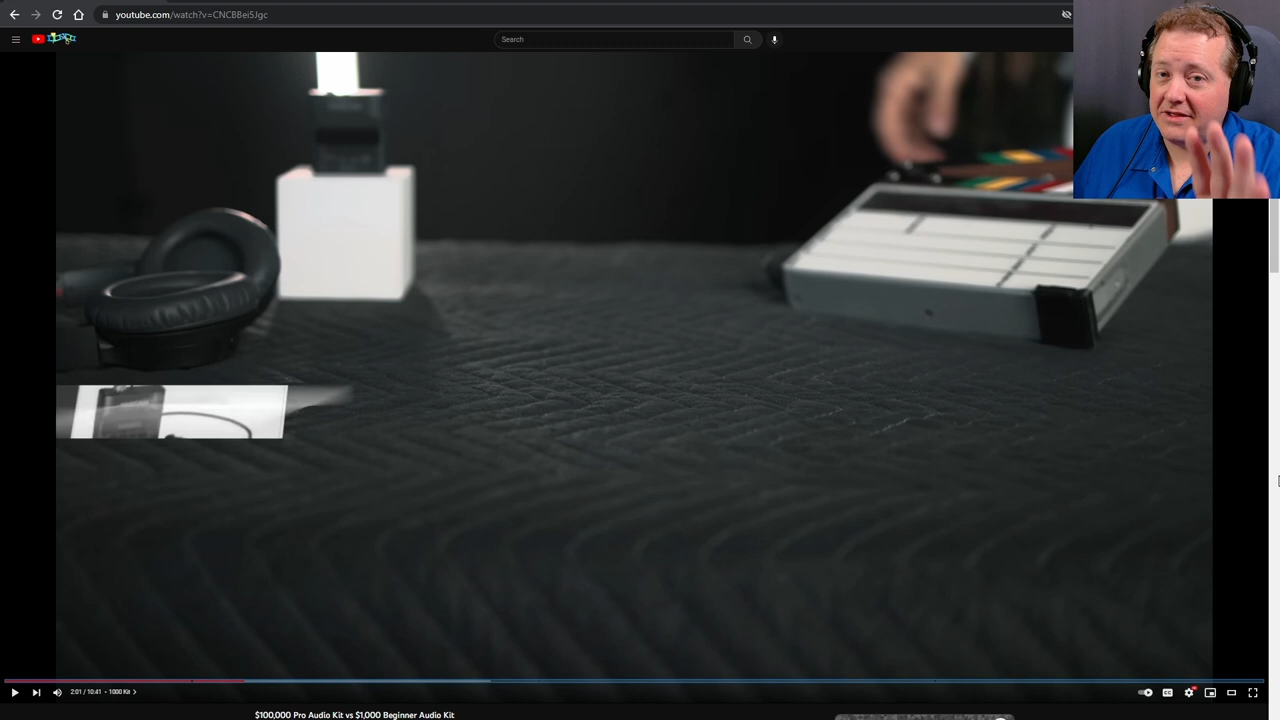 youtube.com/watch?v=CNCBBei5Jgc
Search
2:01 / 10:41 • 1000 Kit >
$100,000 Pro Audio Kit vs $1,000 Beginner Audio Kit